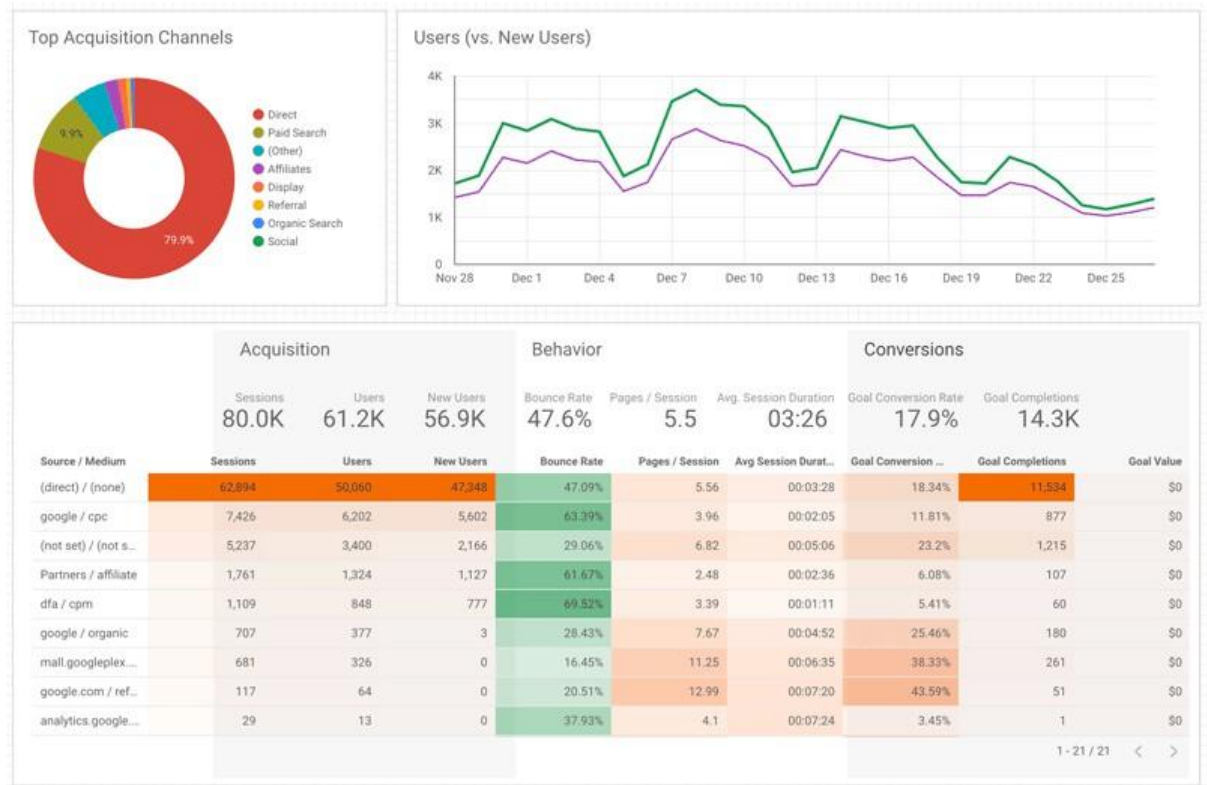 Top Acquisition Channels
9.9%
79.9%
Direct
Paid Search
(Other)
Affiliates
Display
Referral
Organic Search
Social
Users (vs. New Users)
4K
3K
2K
1K
0
Nov 28 Dec 1 Dec 4 Dec 7 Dec 10 Dec 13 Dec 16 Dec 19 Dec 22 Dec 25
Acquisition Behavior Conversions
Sessions Users New Users Bounce Rate Pages / Session Avg. Session Duration Goal Conversion Rate Goal Completions
80.0K 61.2K 56.9K 47.6% 5.5 03:26 17.9% 14.3K
Source / Medium Sessions Users New Users Bounce Rate Pages / Session Avg Session Durat... Goal Conversion ... Goal Completions Goal Value
(direct) / (none) 62,894 50,060 47,348 47.09% 5.56 00:03:28 18.34% 11,534 $0
google / cpc 7,426 6,202 5,602 63.39% 3.96 00:02:05 11.81% 877 $0
(not set) / (not s... 5,237 3,400 2,166 29.06% 6.82 00:05:06 23.2% 1,215 $0
Partners / affiliate 1,761 1,324 1,127 61.67% 2.48 00:02:36 6.08% 107 $0
dfa / cpm 1,109 848 777 69.52% 3.39 00:01:11 5.41% 60 $0
google / organic 707 377 3 28.43% 7.67 00:04:52 25.46% 180 $0
mall.googleplex.... 681 326 0 16.45% 11.25 00:06:35 38.33% 261 $0
google.com / ref... 117 64 0 20.51% 12.99 00:07:20 43.59% 51 $0
analytics.google.... 29 13 0 37.93% 4.1 00:07:24 3.45% 1 $0
1 - 21 / 21 < >